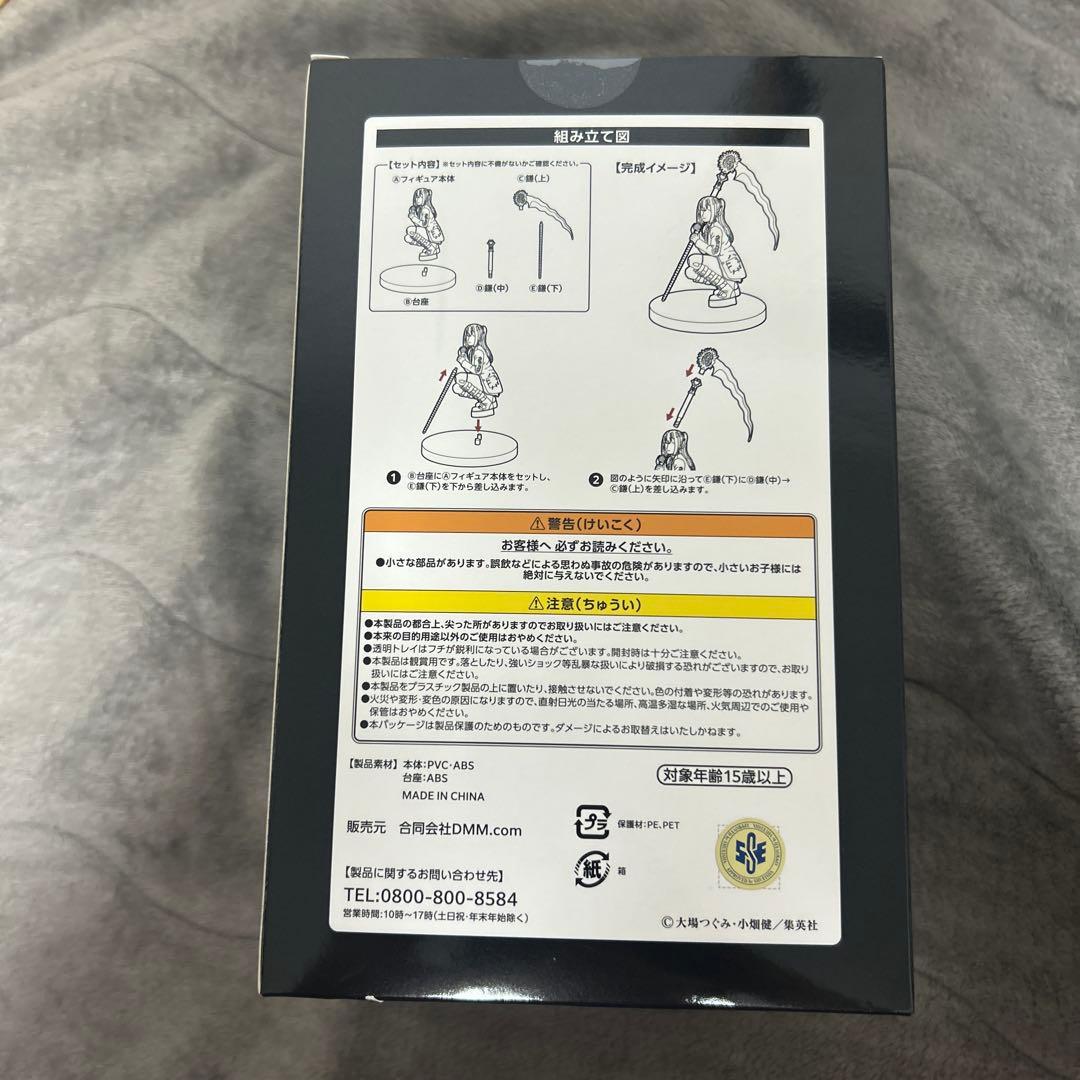 組み立て図
【セット内容】※セット内容に不備がないかご確認ください。
Ⓐフィギュア本体
Ⓒ鎌(上)
Ⓑ台座
Ⓓ鎌(中)
Ⓔ鎌(下)
【完成イメージ】
❶ Ⓑ台座にⒶフィギュア本体をセットし、
Ⓔ鎌(下)を下から差し込みます。
❷ 図のように矢印に沿ってⒺ鎌(下)にⒹ鎌(中)→
Ⓒ鎌(上)を差し込みます。
⚠警告(けいこく)
お客様へ 必ずお読みください。
●小さな部品があります。誤飲などによる思わぬ事故の危険がありますので、小さいお子様には
絶対に与えないでください。
⚠注意(ちゅうい)
●本製品の都合上、尖った所がありますのでお取り扱いにはご注意ください。
●本来の目的用途以外のご使用はおやめください。
●透明トレイはフチが鋭利になっている場合がございます。開封時は十分ご注意ください。
●本製品は観賞用です。落としたり、強いショック等乱暴な扱いにより破損する恐れがございますので、お取り
扱いにはご注意ください。
●本製品をプラスチック製品の上に置いたり、接触させないでください。色の付着や変形等の恐れがあります。
●火災や変形・変色の原因になりますので、直射日光の当たる場所、高温多湿な場所、火気周辺でのご使用や
保管はおやめください。
●本パッケージは製品保護のためのものです。ダメージによるお取替えはいたしかねます。
【製品素材】本体:PVC・ABS
台座:ABS
MADE IN CHINA
対象年齢15歳以上
販売元 合同会社DMM.com
プラ 保護材:PE、PET
紙 箱
【製品に関するお問い合わせ先】
TEL:0800-800-8584
営業時間:10時～17時(土日祝・年末年始除く)
©大場つぐみ・小畑健／集英社